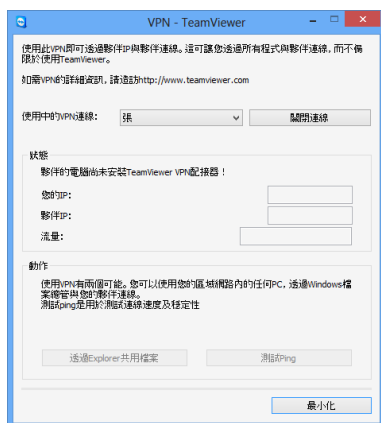 VPN - TeamViewer
使用此VPN即可透過夥伴IP與夥伴連線。這可讓您透過所有程式與夥伴連線，而不侷
限於使用TeamViewer。
如需VPN的詳細資訊，請造訪http://www.teamviewer.com
使用中的VPN連線： 張 關閉連線
狀態
夥伴的電腦尚未安裝TeamViewer VPN配接器！
您的IP:
夥伴IP:
流量:
動作
使用VPN有兩個可能。您可以使用您的區域網路內的任何PC，透過Windows檔
案總管與您的夥伴連線。
測試ping是用於測試連線速度及穩定性
透過Explorer共用檔案 測試Ping
最小化